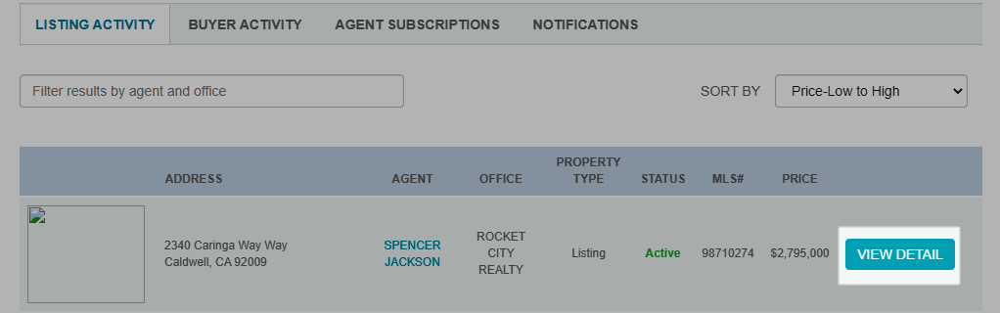 LISTING ACTIVITY BUYER ACTIVITY AGENT SUBSCRIPTIONS NOTIFICATIONS
Filter results by agent and office SORT BY Price-Low to High
ADDRESS AGENT OFFICE PROPERTY TYPE STATUS MLS# PRICE
2340 Caringa Way Way
Caldwell, CA 92009
SPENCER
JACKSON
ROCKET
CITY
REALTY
Listing Active 98710274 $2,795,000 VIEW DETAIL